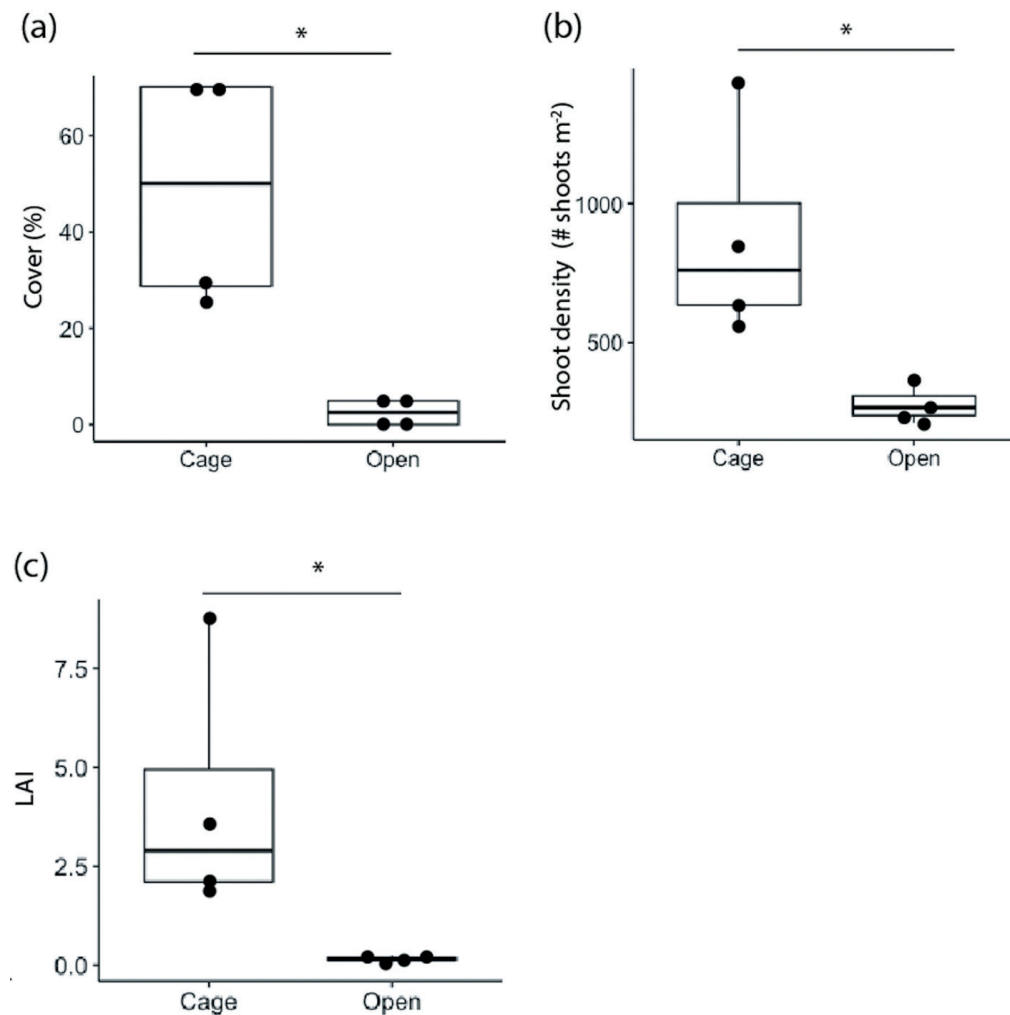 (a)
*
Cover (%)
60
40
20
0
Cage Open
(b)
*
Shoot density (# shoots m⁻²)
1000
500
Cage Open
(c)
*
LAI
7.5
5.0
2.5
0.0
Cage Open